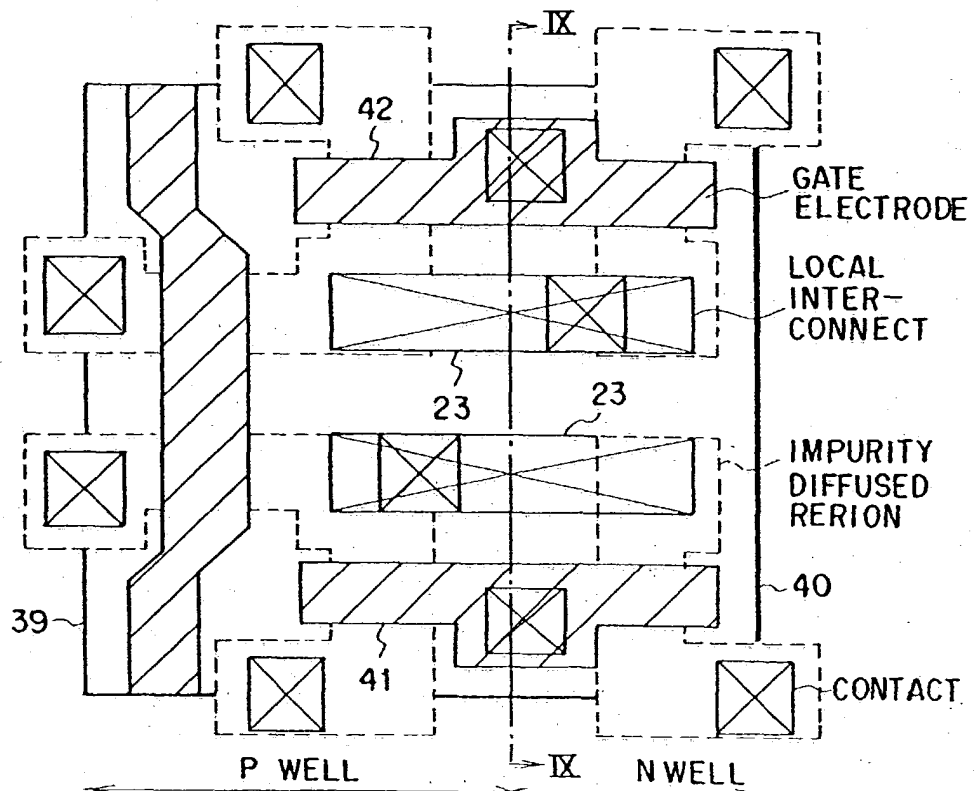 IX
42
GATE
ELECTRODE
LOCAL
INTER-
CONNECT
23
23
IMPURITY
DIFFUSED
RERION
39
40
41
CONTACT
P WELL
IX
N WELL